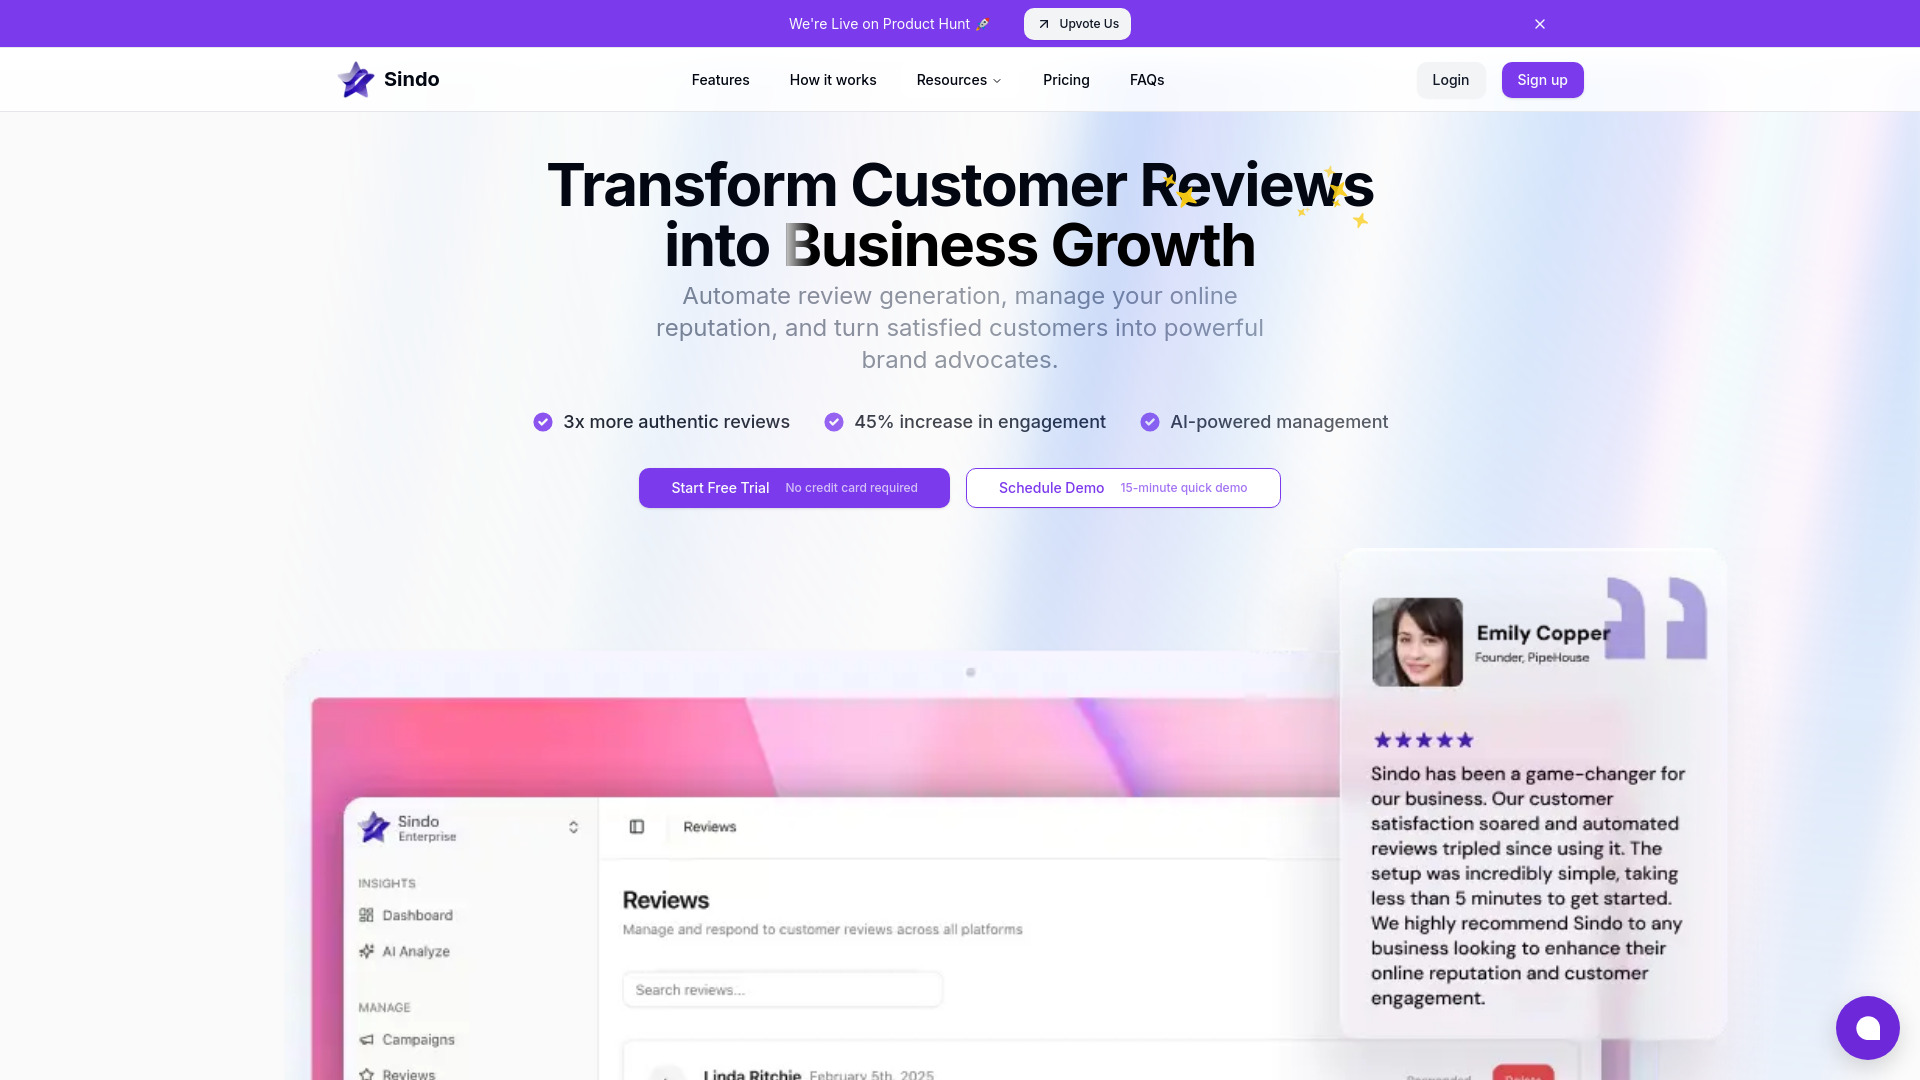 We're Live on Product Hunt 🚀
Upvote Us
Sindo
Features
How it works
Resources
Pricing
FAQs
Login
Sign up
Transform Customer Reviews
into Business Growth
Automate review generation, manage your online
reputation, and turn satisfied customers into powerful
brand advocates.
3x more authentic reviews
45% increase in engagement
AI-powered management
Start Free Trial No credit card required
Schedule Demo 15-minute quick demo
Emily Copper
Founder, PipeHouse
Sindo has been a game-changer for
our business. Our customer
satisfaction soared and automated
reviews tripled since using it. The
setup was incredibly simple, taking
less than 5 minutes to get started.
We highly recommend Sindo to any
business looking to enhance their
online reputation and customer
engagement.
Sindo
Enterprise
INSIGHTS
Dashboard
AI Analyze
MANAGE
Campaigns
Reviews
Reviews
Reviews
Manage and respond to customer reviews across all platforms
Search reviews...
Linda Ritchie February 5th, 2025
Responded
Delete